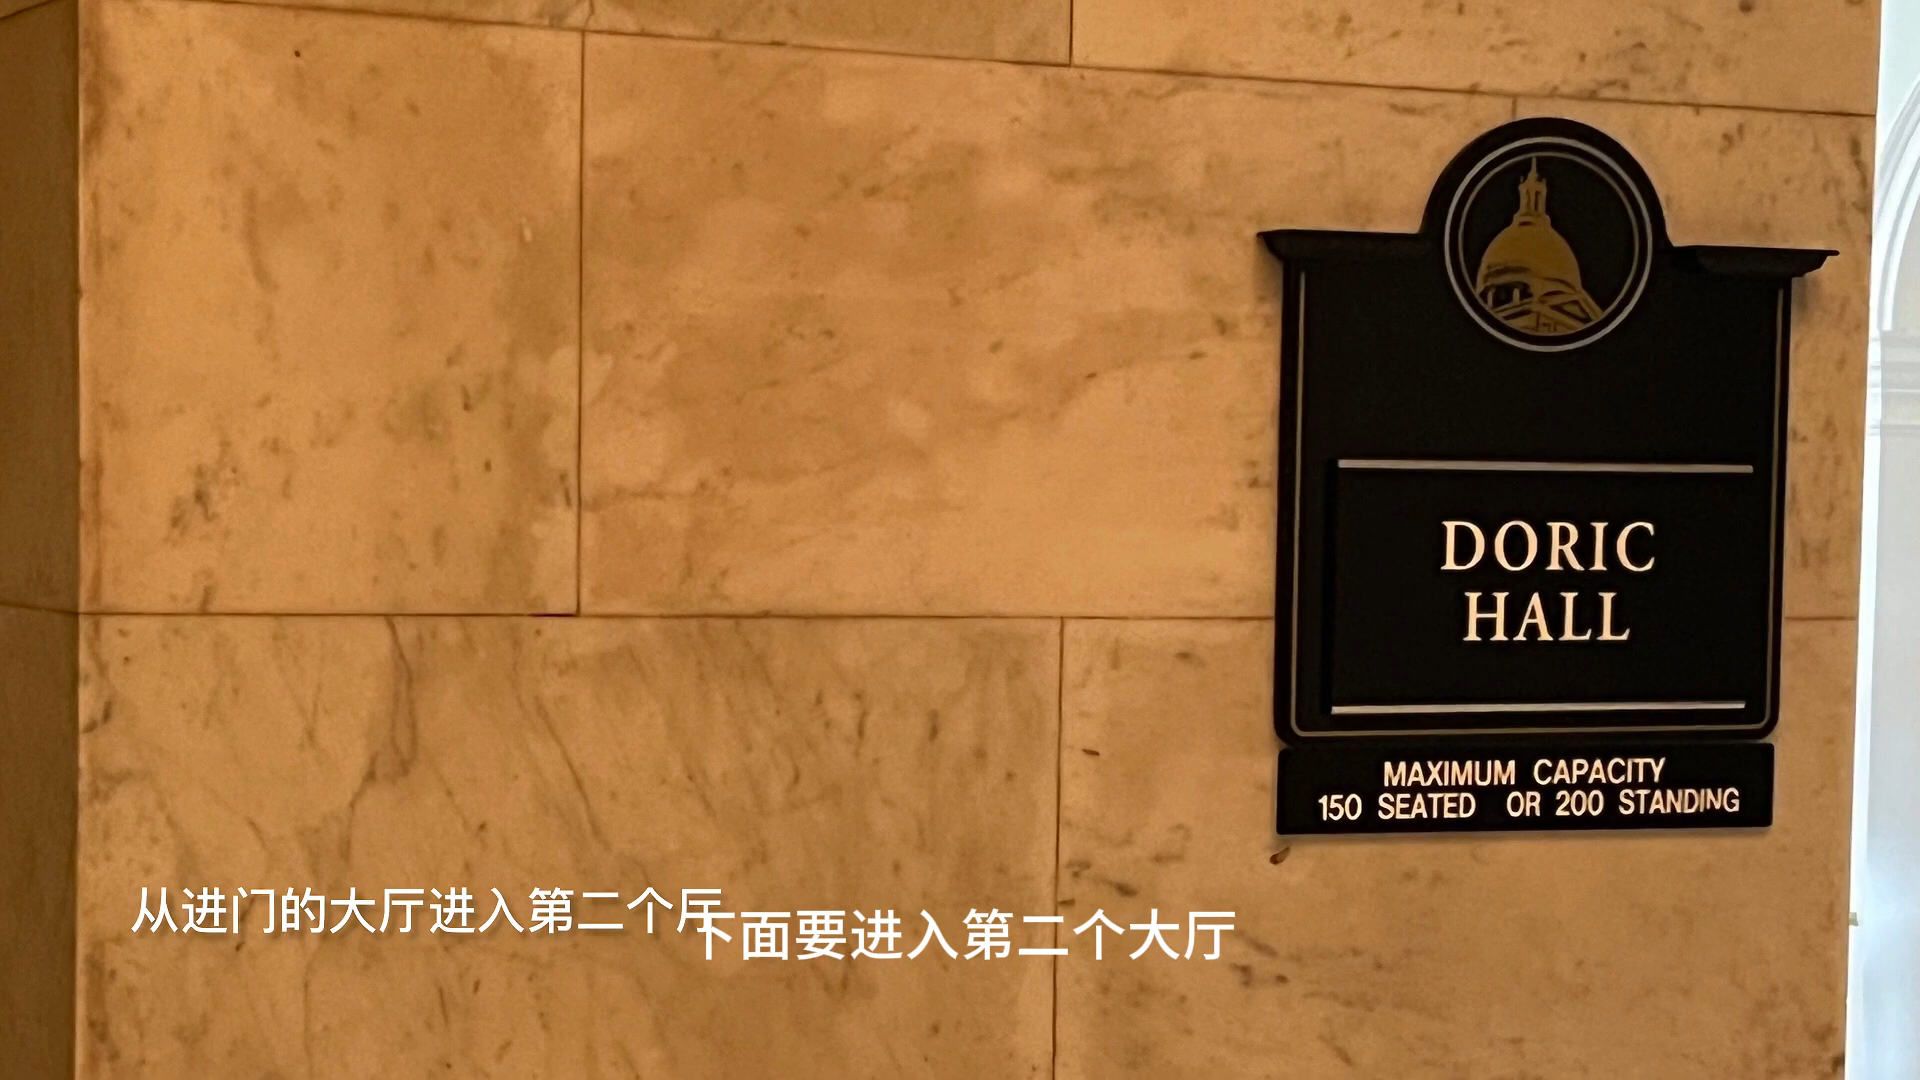 DORIC
HALL
MAXIMUM CAPACITY
150 SEATED OR 200 STANDING
从进门的大厅进入第二个厅
下面要进入第二个大厅